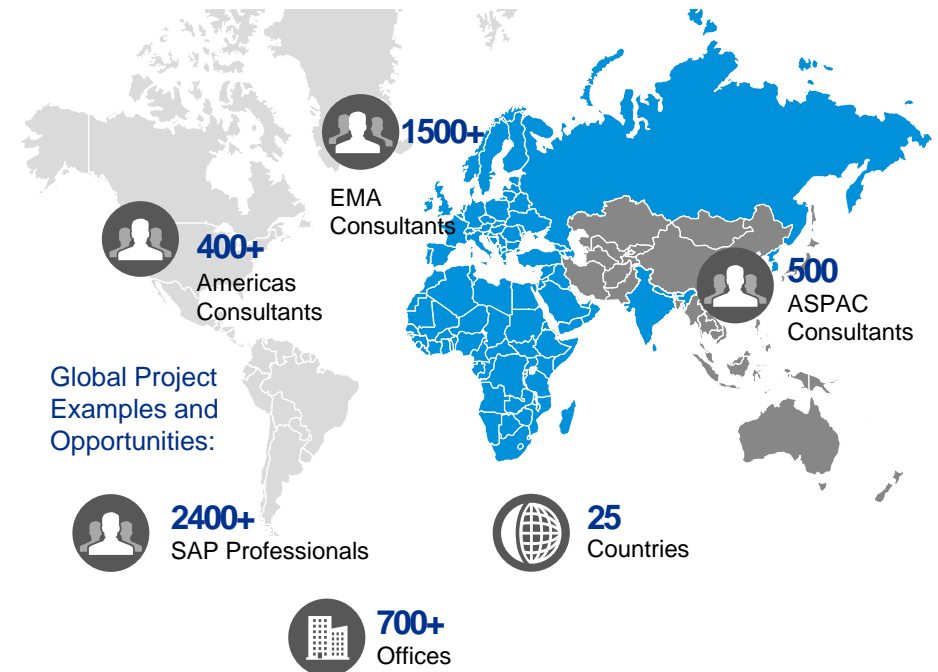 1500+
EMA
Consultants
400+
Americas
Consultants
500
ASPAC
Consultants
Global Project
Examples and
Opportunities:
2400+
SAP Professionals
25
Countries
700+
Offices